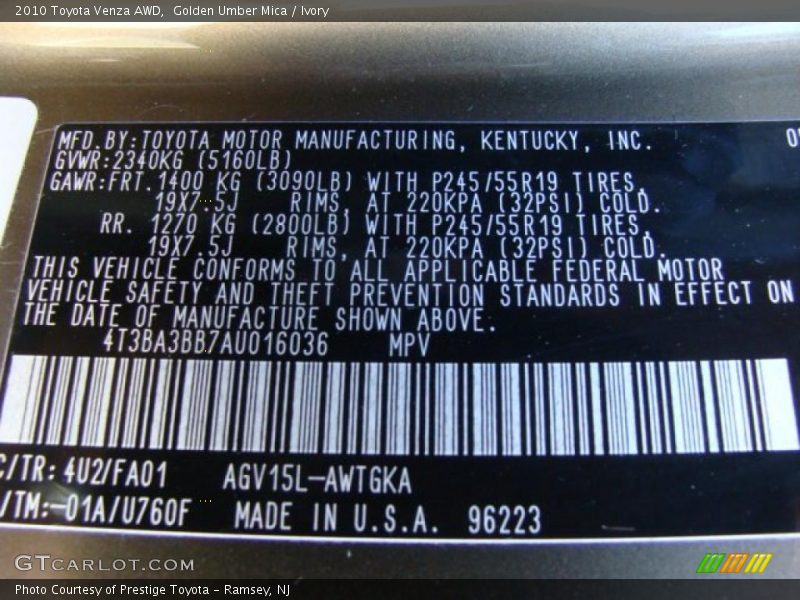 2010 Toyota Venza AWD,  Golden Umber Mica / Ivory
MFD.BY:TOYOTA MOTOR MANUFACTURING, KENTUCKY, INC.
GVWR:2340KG (5160LB)
GAWR:FRT.1400 KG (3090LB) WITH P245/55R19 TIRES,
19X7.5J RIMS, AT 220KPA (32PSI) COLD.
RR. 1270 KG (2800LB) WITH P245/55R19 TIRES,
19X7.5J RIMS, AT 220KPA (32PSI) COLD.
THIS VEHICLE CONFORMS TO ALL APPLICABLE FEDERAL MOTOR
VEHICLE SAFETY AND THEFT PREVENTION STANDARDS IN EFFECT ON
THE DATE OF MANUFACTURE SHOWN ABOVE.
4T3BA3BB7AU016036 MPV
C/TR:4U2/FA01 AGV15L-AWTGKA
/TM:-01A/U760F MADE IN U.S.A. 96223
GTCARLOT.COM
Photo Courtesy of Prestige Toyota - Ramsey, NJ